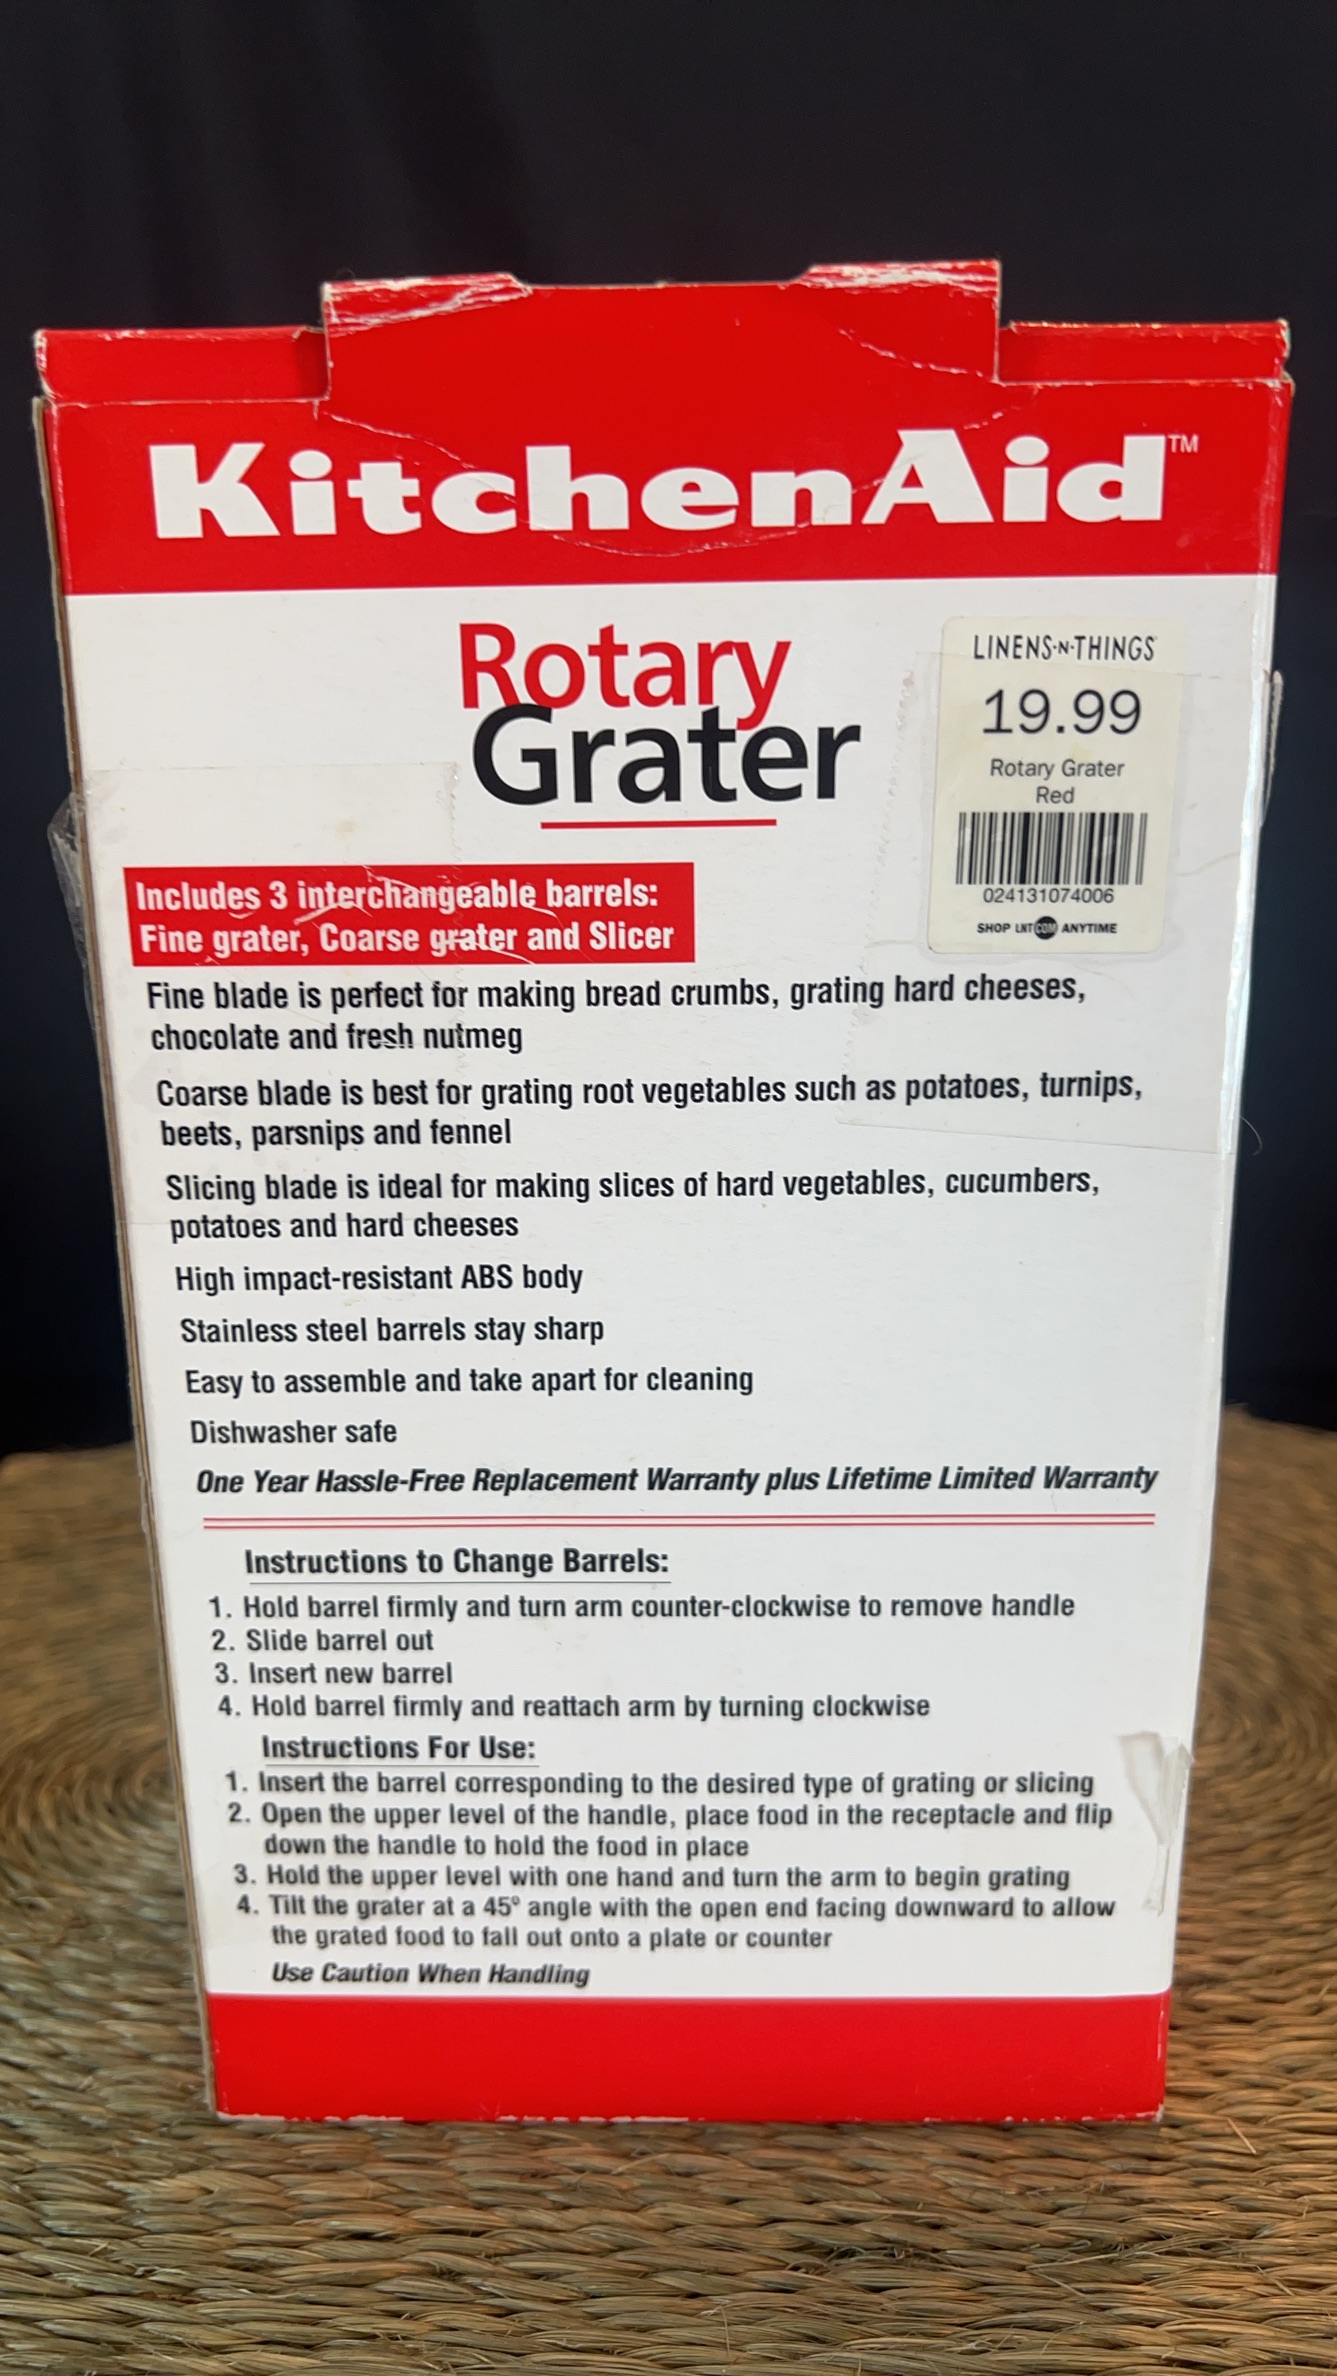 KitchenAid™
Rotary
Grater
LINENS·N·THINGS
19.99
Rotary Grater
Red
024131074006
SHOP LNT.COM ANYTIME
Includes 3 interchangeable barrels:
Fine grater, Coarse grater and Slicer
Fine blade is perfect for making bread crumbs, grating hard cheeses,
chocolate and fresh nutmeg
Coarse blade is best for grating root vegetables such as potatoes, turnips,
beets, parsnips and fennel
Slicing blade is ideal for making slices of hard vegetables, cucumbers,
potatoes and hard cheeses
High impact-resistant ABS body
Stainless steel barrels stay sharp
Easy to assemble and take apart for cleaning
Dishwasher safe
One Year Hassle-Free Replacement Warranty plus Lifetime Limited Warranty
Instructions to Change Barrels:
1. Hold barrel firmly and turn arm counter-clockwise to remove handle
2. Slide barrel out
3. Insert new barrel
4. Hold barrel firmly and reattach arm by turning clockwise
Instructions For Use:
1. Insert the barrel corresponding to the desired type of grating or slicing
2. Open the upper level of the handle, place food in the receptacle and flip
down the handle to hold the food in place
3. Hold the upper level with one hand and turn the arm to begin grating
4. Tilt the grater at a 45° angle with the open end facing downward to allow
the grated food to fall out onto a plate or counter
Use Caution When Handling